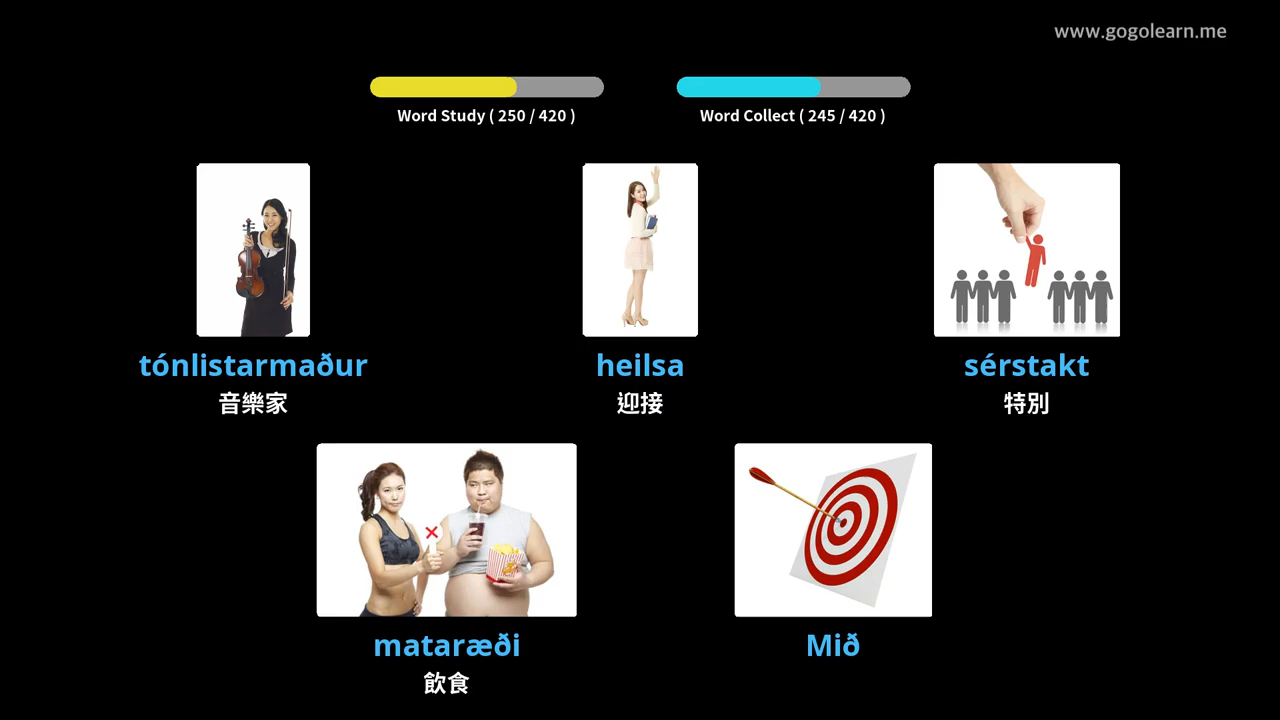 www.gogolearn.me
Word Study ( 250 / 420 )
Word Collect ( 245 / 420 )
tónlistarmaður
音樂家
heilsa
迎接
sérstakt
特別
mataræði
飲食
Mið